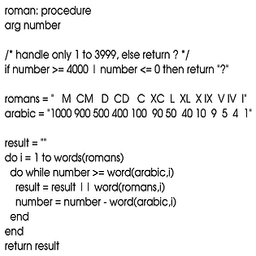 roman: procedure
arg number
/* handle only 1 to 3999, else return ? */
if number >= 4000 | number <= 0 then return "?"
romans = " M CM D CD C XC L XL X IX V IV I"
arabic = "1000 900 500 400 100 90 50 40 10 9 5 4 1"
result = ""
do i = 1 to words(romans)
do while number >= word(arabic,i)
result = result || word(romans,i)
number = number - word(arabic,i)
end
end
return result